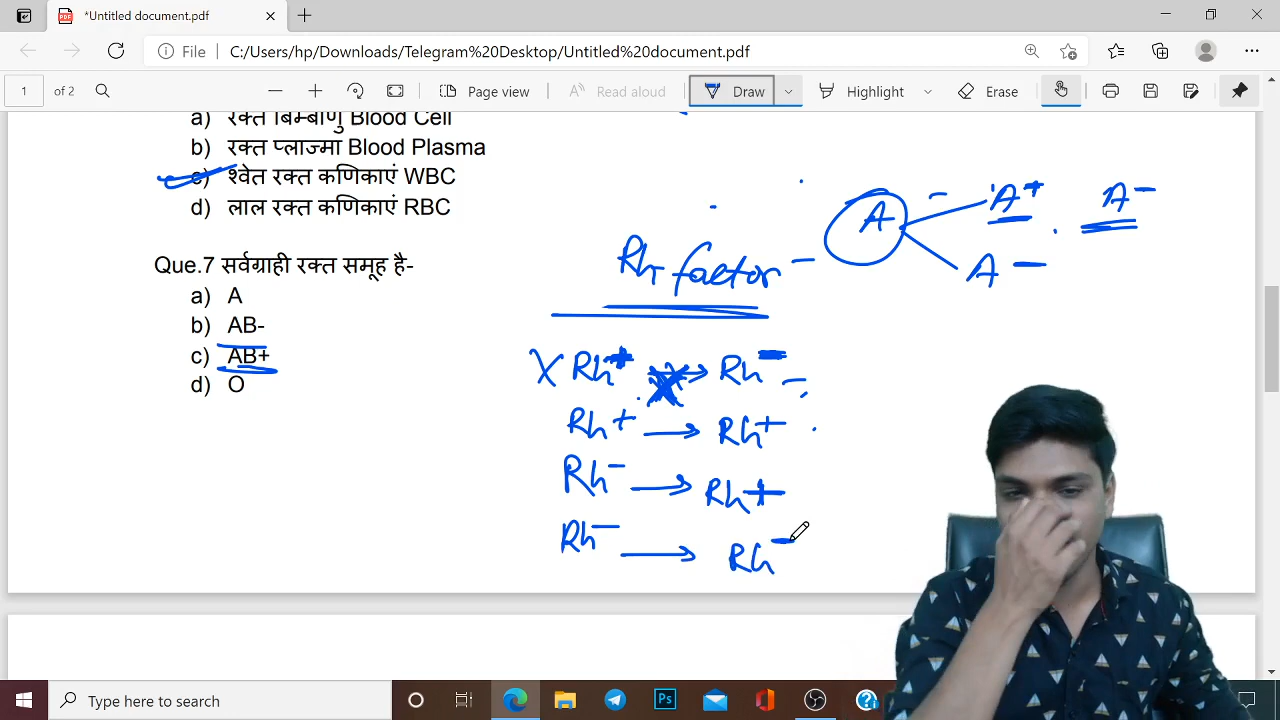 *Untitled document.pdf
File C:/Users/hp/Downloads/Telegram%20Desktop/Untitled%20document.pdf
1 of 2 Page view Read aloud Draw Highlight Erase
a) रक्त बिम्बाणु Blood Cell
b) रक्त प्लाज्मा Blood Plasma
c) श्वेत रक्त कणिकाएं WBC
d) लाल रक्त कणिकाएं RBC
A A+ A-
A -
Rh factor -
Que.7 सर्वग्राही रक्त समूह है-
a) A
b) AB-
c) AB+
d) O
X Rh+ → Rh-
Rh+ → Rh+
Rh- → Rh+
Rh- → Rh-
Type here to search
Ps